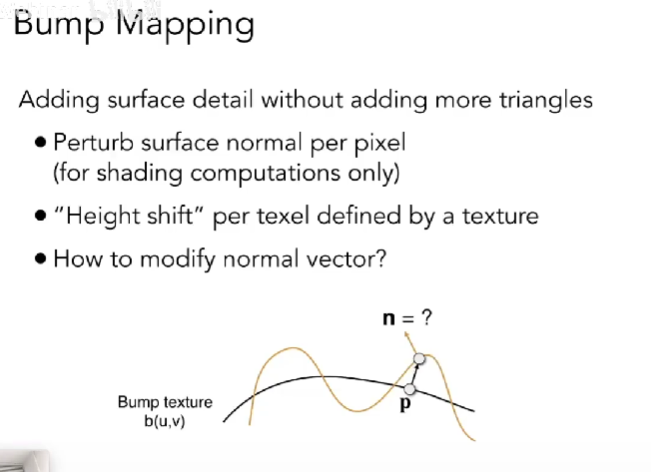 Bump Mapping
Adding surface detail without adding more triangles
• Perturb surface normal per pixel
(for shading computations only)
• "Height shift" per texel defined by a texture
• How to modify normal vector?
n = ?
Bump texture
b(u,v)
p